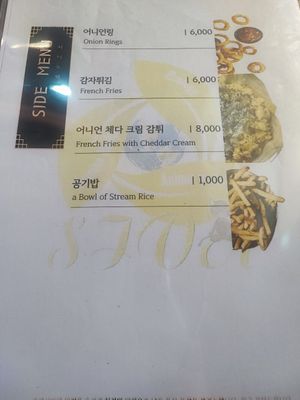 SIDE MENU
어니언링 | 6,000
Onion Rings
감자튀김 | 6,000
French Fries
어니언 체다 크림 감튀 | 8,000
French Fries with Cheddar Cream
공기밥 | 1,000
a Bowl of Stream Rice